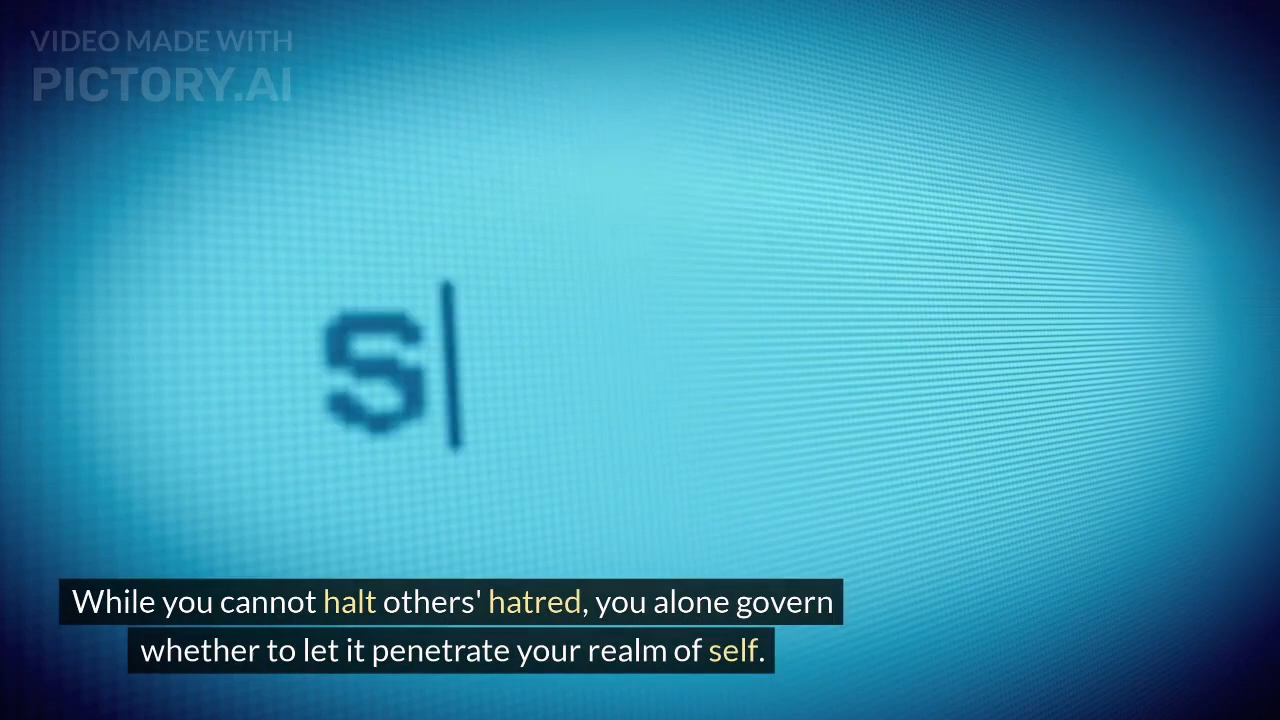 VIDEO MADE WITH
PICTORY.AI
S
While you cannot halt others' hatred, you alone govern
whether to let it penetrate your realm of self.